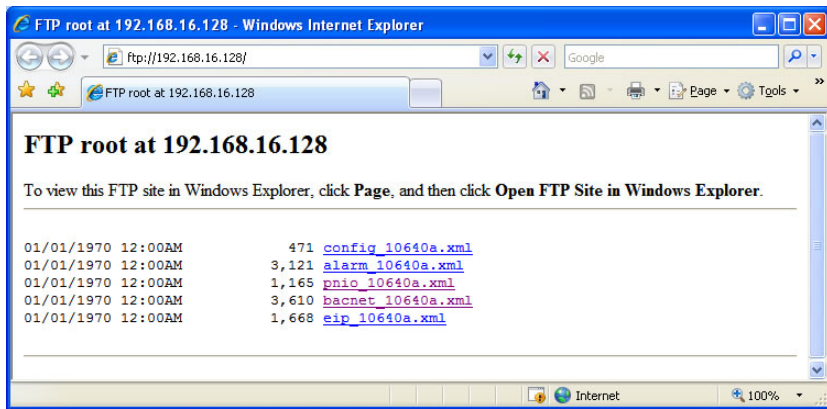 FTP root at 192.168.16.128 - Windows Internet Explorer
ftp://192.168.16.128/
Google
FTP root at 192.168.16.128
Page
Tools
»
FTP root at 192.168.16.128
To view this FTP site in Windows Explorer, click Page, and then click Open FTP Site in Windows Explorer.
01/01/1970 12:00AM 471 config_10640a.xml
01/01/1970 12:00AM 3,121 alarm_10640a.xml
01/01/1970 12:00AM 1,165 pnio_10640a.xml
01/01/1970 12:00AM 3,610 bacnet_10640a.xml
01/01/1970 12:00AM 1,668 eip_10640a.xml
Internet
100%